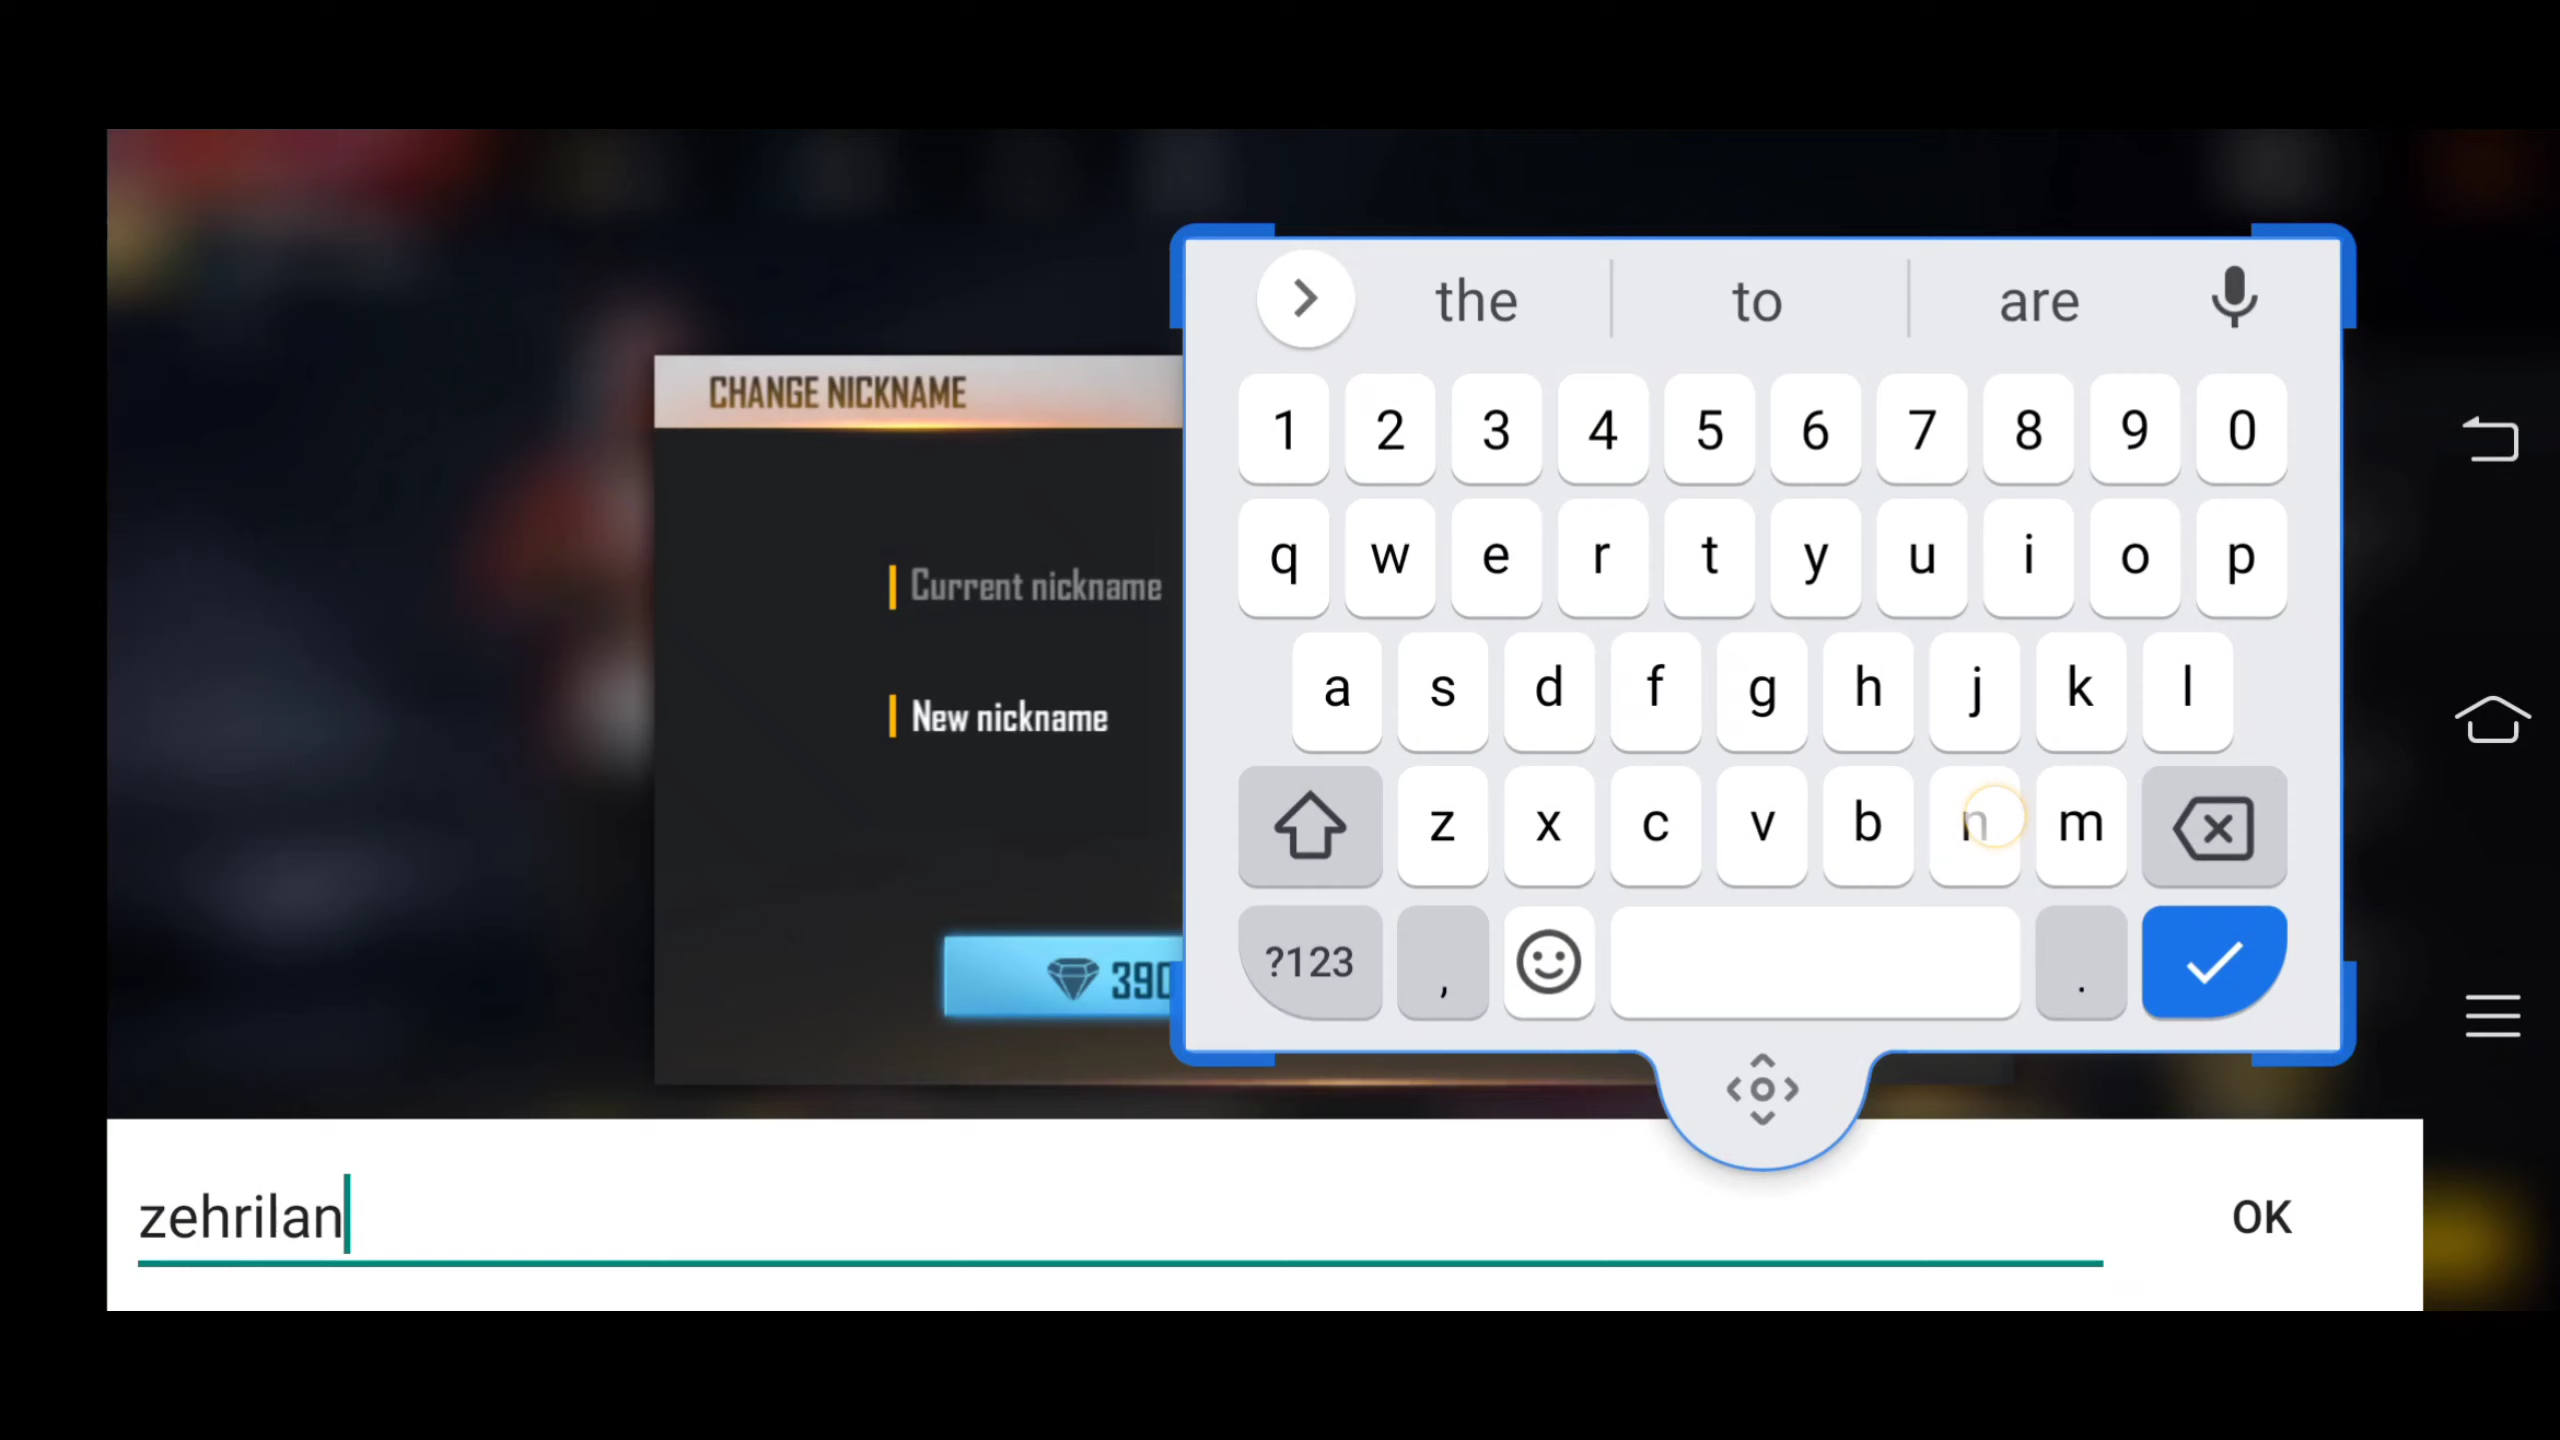 the to are
CHANGE NICKNAME
1 2 3 4 5 6 7 8 9 0
q w e r t y u i o p
Current nickname
a s d f g h j k l
New nickname
z x c v b n m
390
?123 , .
zehrilan
OK